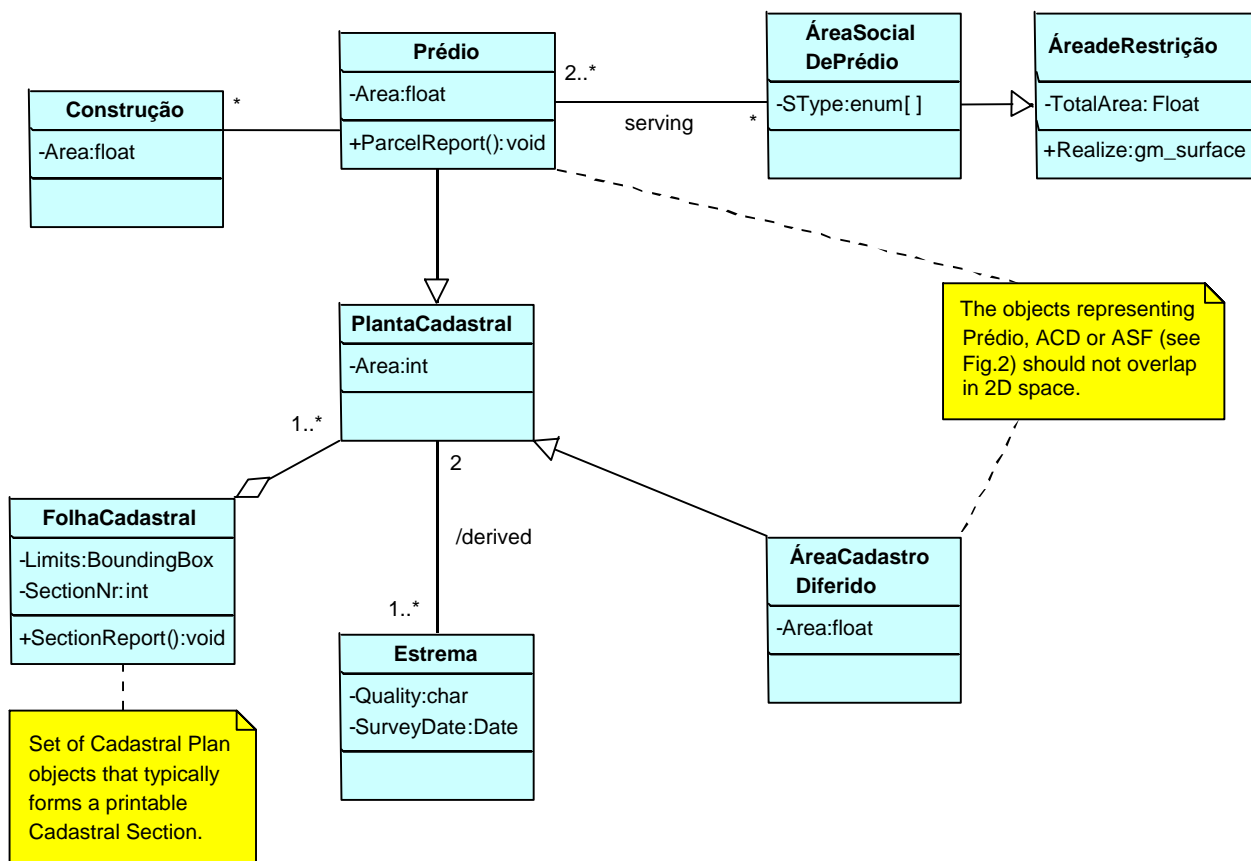 Prédio
-Area:float
+ParcelReport():void
2..*
serving
*
ÁreaSocial
DePrédio
-SType:enum[ ]
ÁreadeRestrição
-TotalArea: Float
+Realize:gm_surface
Construção
-Area:float
*
PlantaCadastral
-Area:int
The objects representing
Prédio, ACD or ASF (see
Fig.2) should not overlap
in 2D space.
1..*
2
/derived
1..*
FolhaCadastral
-Limits:BoundingBox
-SectionNr:int
+SectionReport():void
Estrema
-Quality:char
-SurveyDate:Date
ÁreaCadastro
Diferido
-Area:float
Set of Cadastral Plan
objects that typically
forms a printable
Cadastral Section.